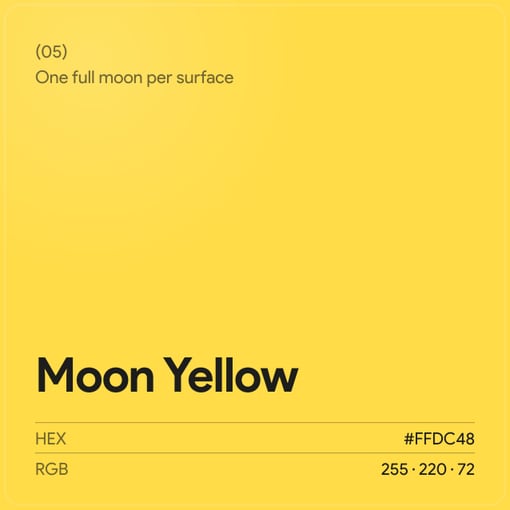 (05)
One full moon per surface
Moon Yellow
HEX #FFDC48
RGB 255 · 220 · 72